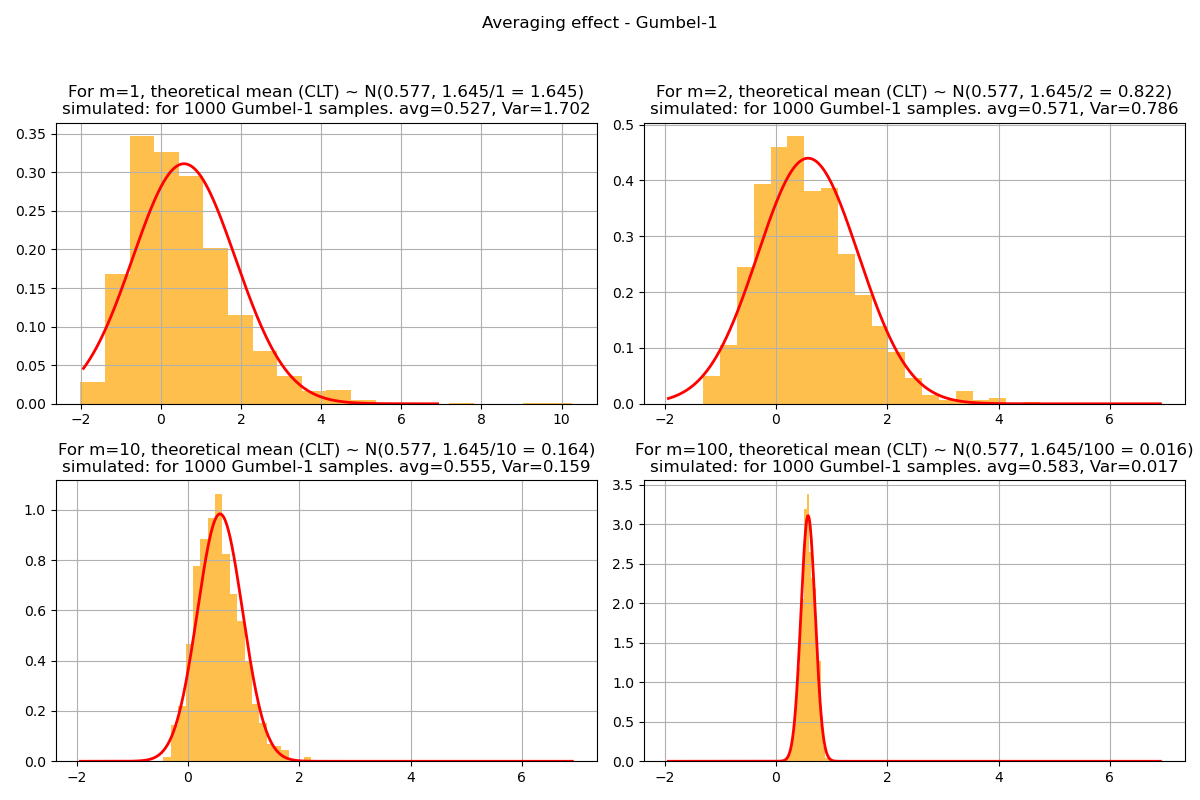 Averaging effect - Gumbel-1
For m=1, theoretical mean (CLT) ~ N(0.577, 1.645/1 = 1.645)
simulated: for 1000 Gumbel-1 samples. avg=0.527, Var=1.702
0.35
0.30
0.25
0.20
0.15
0.10
0.05
0.00
−2 0 2 4 6 8 10
For m=2, theoretical mean (CLT) ~ N(0.577, 1.645/2 = 0.822)
simulated: for 1000 Gumbel-1 samples. avg=0.571, Var=0.786
0.5
0.4
0.3
0.2
0.1
0.0
−2 0 2 4 6
For m=10, theoretical mean (CLT) ~ N(0.577, 1.645/10 = 0.164)
simulated: for 1000 Gumbel-1 samples. avg=0.555, Var=0.159
1.0
0.8
0.6
0.4
0.2
0.0
−2 0 2 4 6
For m=100, theoretical mean (CLT) ~ N(0.577, 1.645/100 = 0.016)
simulated: for 1000 Gumbel-1 samples. avg=0.583, Var=0.017
3.5
3.0
2.5
2.0
1.5
1.0
0.5
0.0
−2 0 2 4 6